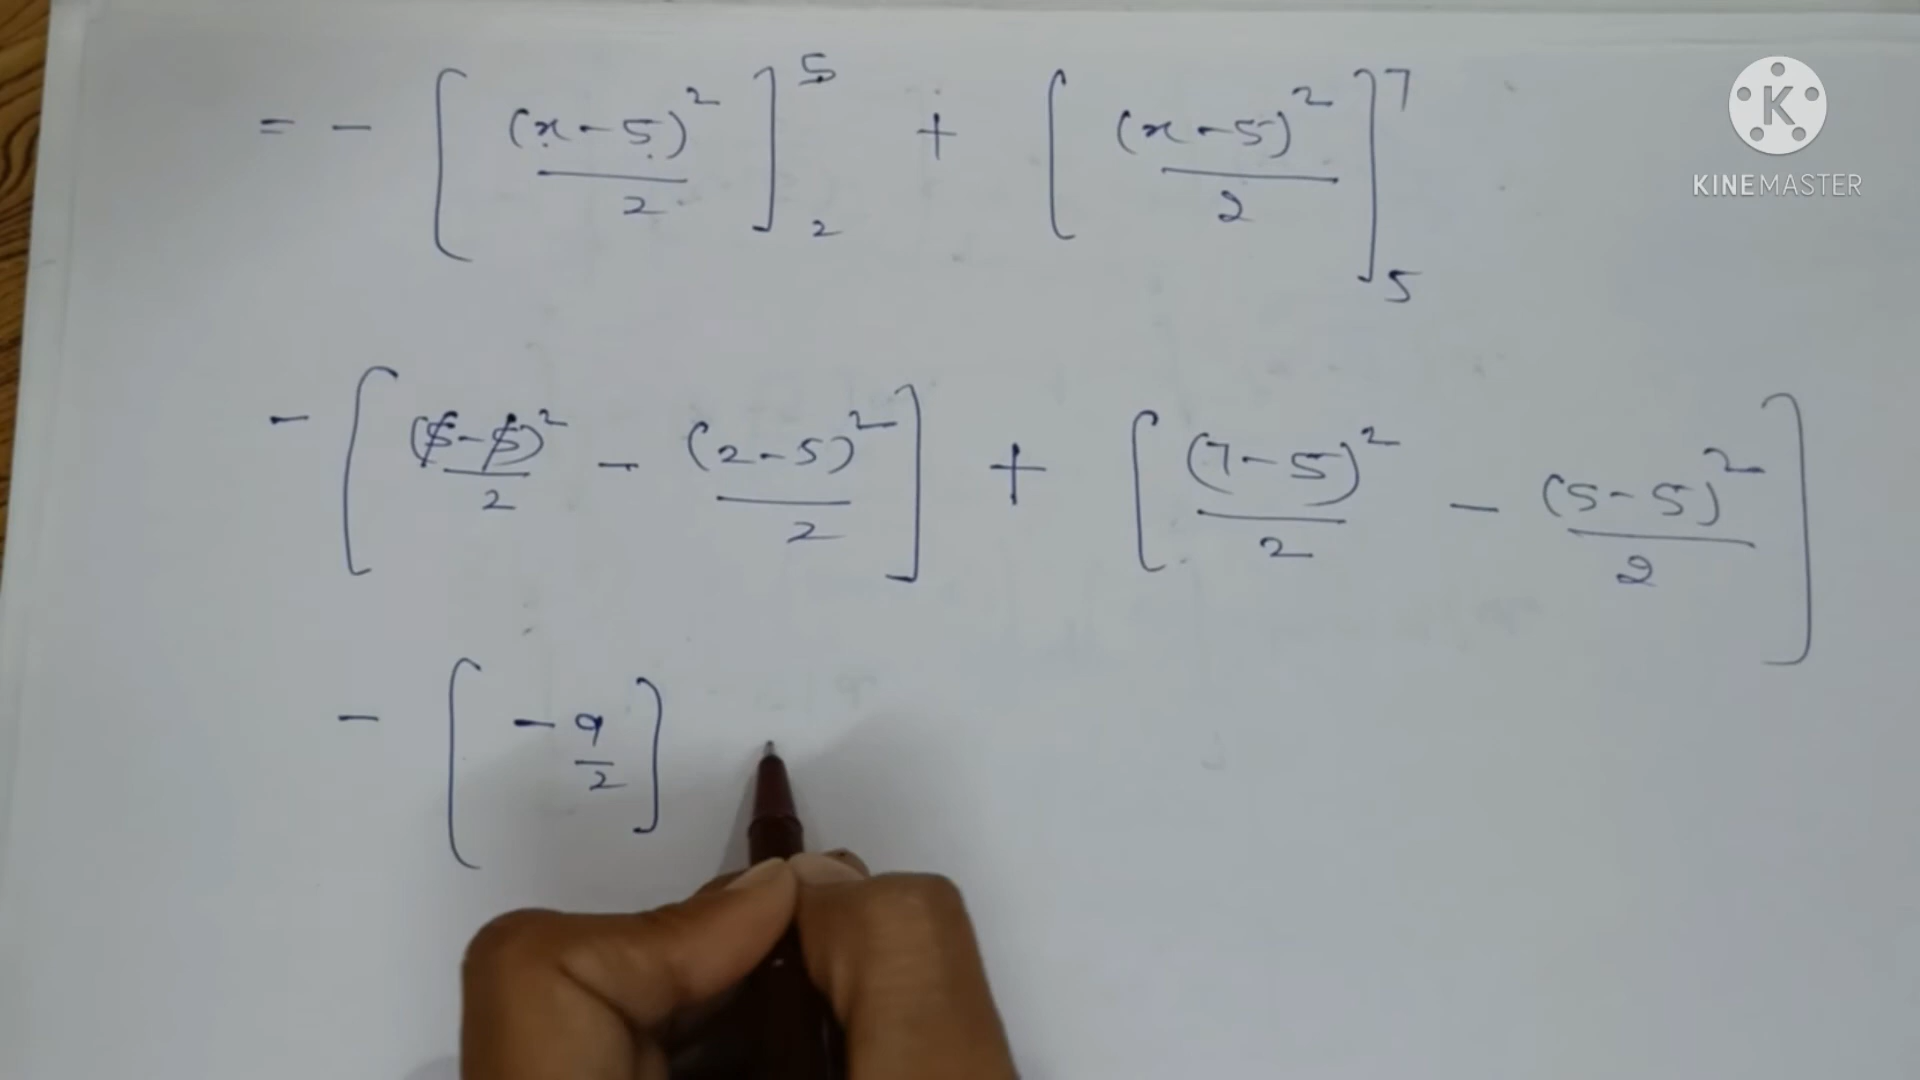 = - [ (x-5)² / 2 ]₂⁵ + [ (x-5)² / 2 ]₅⁷
K
KINEMASTER
- [ (5-5)² / 2 - (2-5)² / 2 ] + [ (7-5)² / 2 - (5-5)² / 2 ]
- [ - 9 / 2 ]